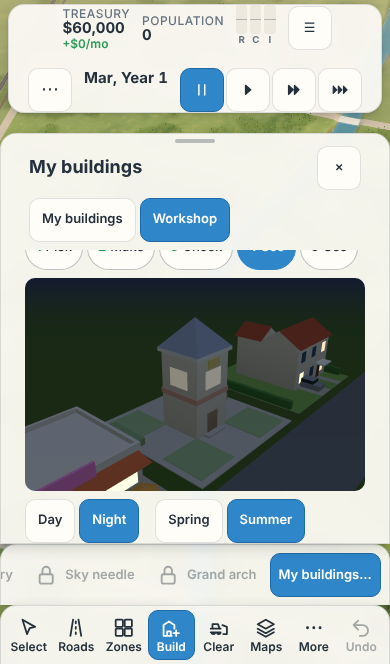 TREASURY
$60,000
+$0/mo
POPULATION
0
R C I
Mar, Year 1
My buildings
My buildings
Workshop
Day
Night
Spring
Summer
Sky needle
Grand arch
My buildings...
Select
Roads
Zones
Build
Clear
Maps
More
Undo